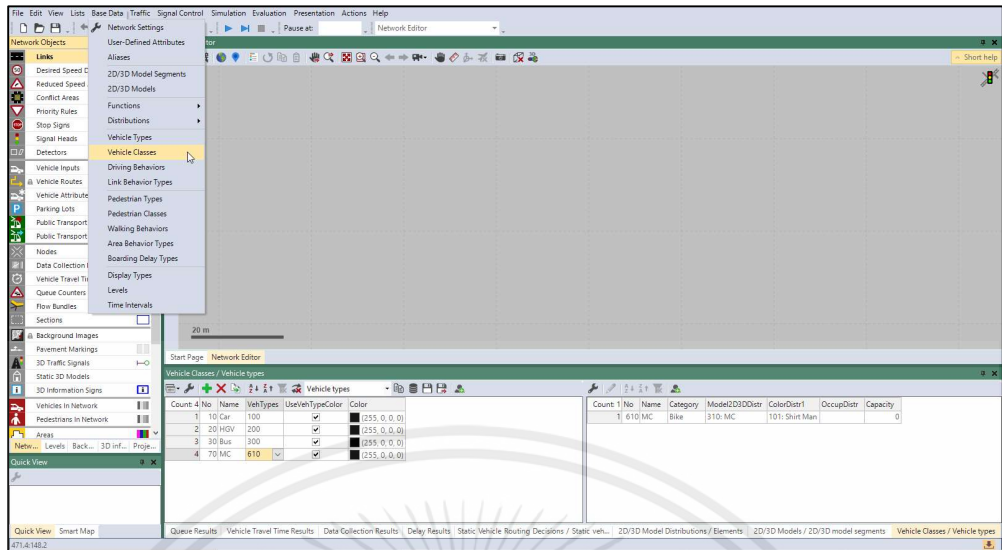 File Edit View Lists Base Data Traffic Signal Control Simulation Evaluation Presentation Actions Help
Pause at: Network Editor
Network Objects
Links
Desired Speed D
Reduced Speed
Conflict Areas
Priority Rules
Stop Signs
Signal Heads
Detectors
Vehicle Inputs
Vehicle Routes
Vehicle Attribute
Parking Lots
Public Transport
Public Transport
Nodes
Data Collection
Vehicle Travel Ti
Queue Counters
Flow Bundles
Sections
Background Images
Pavement Markings
3D Traffic Signals
Static 3D Models
3D Information Signs
Vehicles In Network
Pedestrians In Network
Areas
Netw... Levels Back... 3D inf... Proje...
Network Settings
User-Defined Attributes
Aliases
2D/3D Model Segments
2D/3D Models
Functions
Distributions
Vehicle Types
Vehicle Classes
Driving Behaviors
Link Behavior Types
Pedestrian Types
Pedestrian Classes
Walking Behaviors
Area Behavior Types
Boarding Delay Types
Display Types
Levels
Time Intervals
tor
Short help
20 m
Start Page Network Editor
Vehicle Classes / Vehicle types
Vehicle types
Count: 4 No Name VehTypes UseVehTypeColor Color
1 10 Car 100 (255, 0, 0, 0)
2 20 HGV 200 (255, 0, 0, 0)
3 30 Bus 300 (255, 0, 0, 0)
4 70 MC 610 (255, 0, 0, 0)
Count: 1 No Name Category Model2D3DDistr ColorDistr1 OccupDistr Capacity
1 610 MC Bike 310: MC 101: Shirt Man 0
Quick View
Quick View Smart Map
Queue Results Vehicle Travel Time Results Data Collection Results Delay Results Static Vehicle Routing Decisions / Static veh... 2D/3D Model Distributions / Elements 2D/3D Models / 2D/3D model segments Vehicle Classes / Vehicle types
471.4:148.2